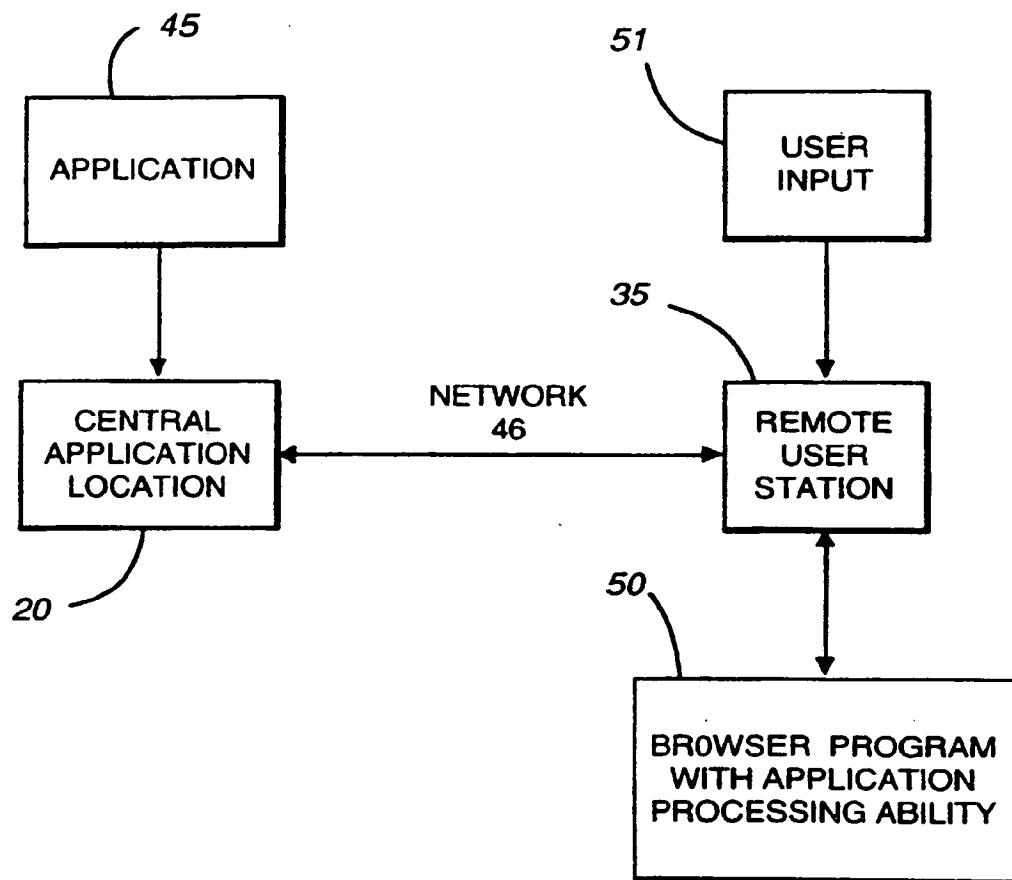 45
APPLICATION
51
USER
INPUT
35
CENTRAL
APPLICATION
LOCATION
20
NETWORK
46
REMOTE
USER
STATION
50
BR0WSER PROGRAM
WITH APPLICATION
PROCESSING ABILITY